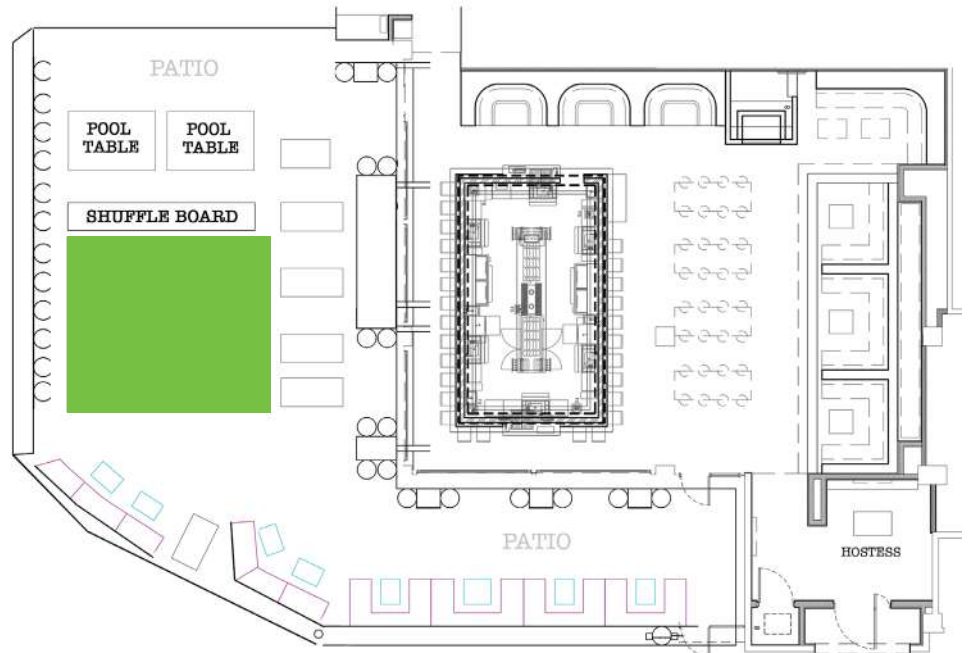 PATIO
POOL
TABLE
POOL
TABLE
SHUFFLE BOARD
PATIO
HOSTESS